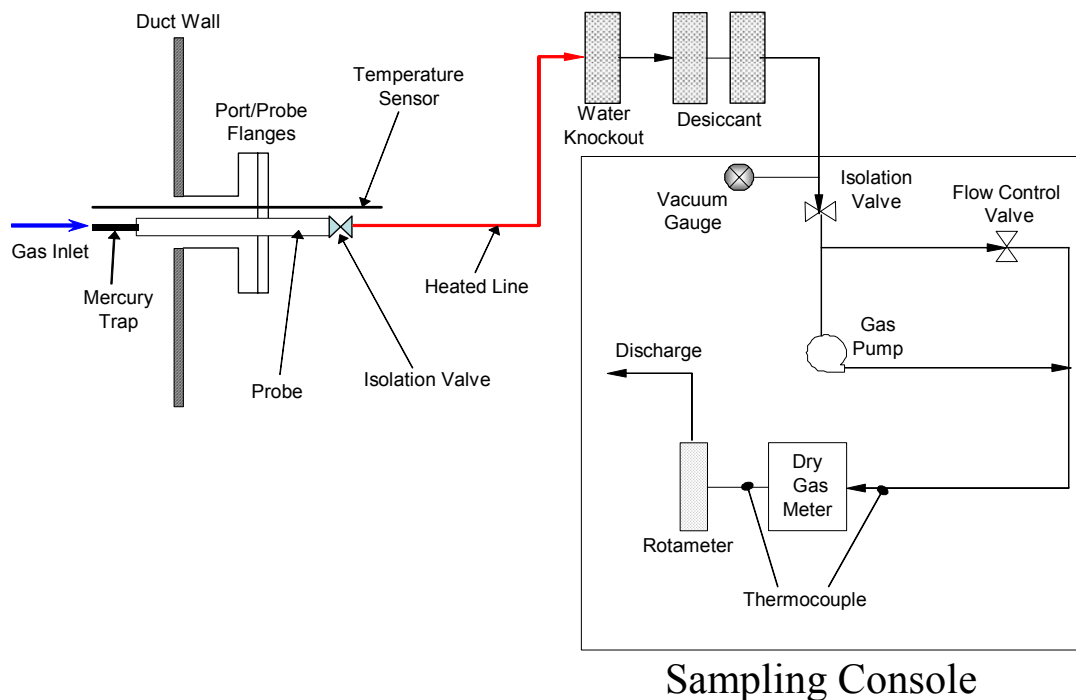 Duct Wall
Temperature
Sensor
Port/Probe
Flanges
Water
Knockout
Desiccant
Vacuum
Gauge
Isolation
Valve
Flow Control
Valve
Gas Inlet
Mercury
Trap
Heated Line
Probe
Isolation Valve
Gas
Pump
Discharge
Dry
Gas
Meter
Rotameter
Thermocouple
Sampling Console